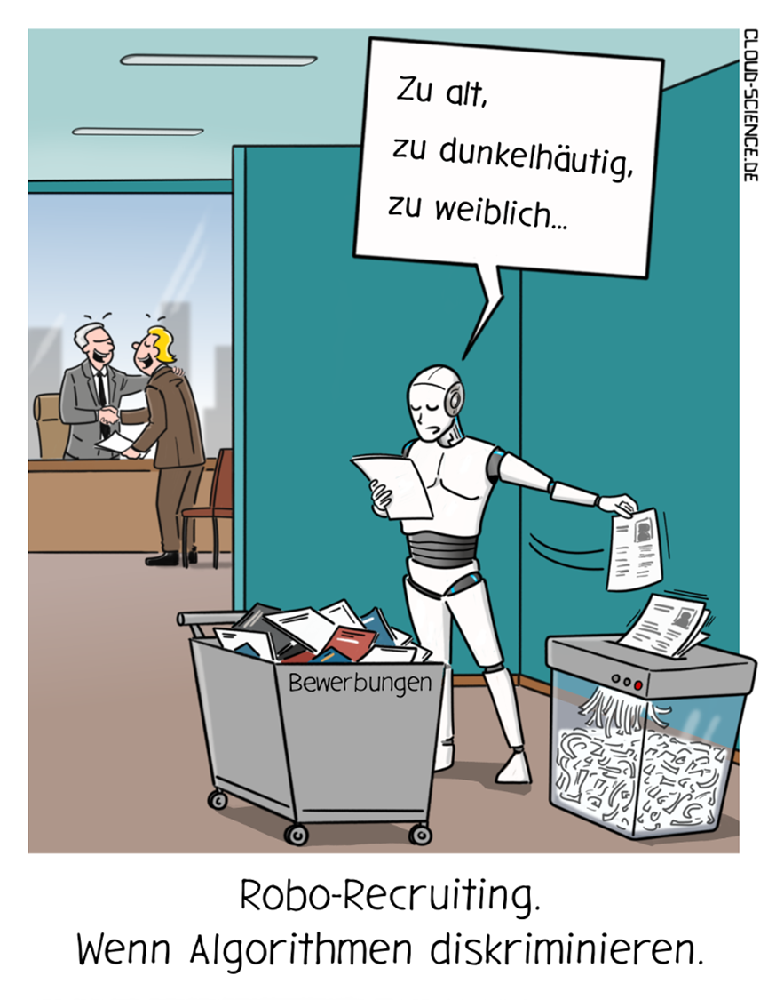 Zu alt,
zu dunkelhäutig,
zu weiblich...
CLOUD-SCIENCE.DE
Bewerbungen
Robo-Recruiting.
Wenn Algorithmen diskriminieren.